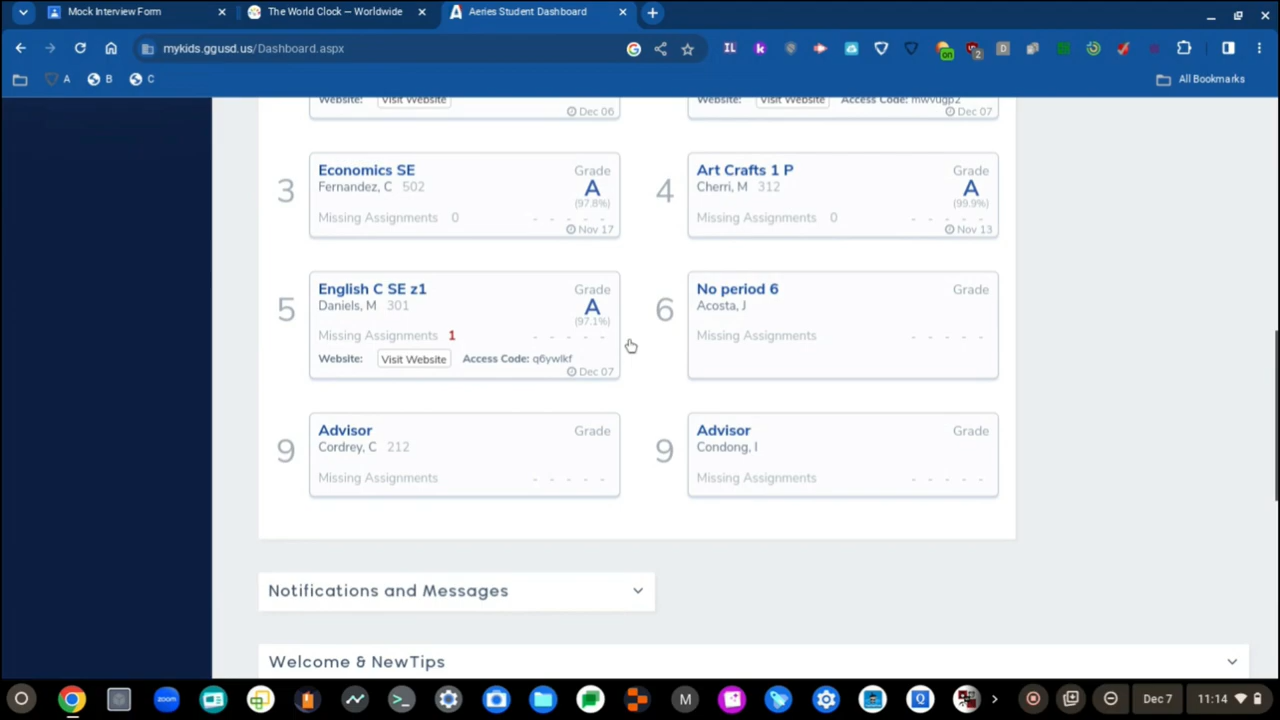 Mock Interview Form
The World Clock — Worldwide
Aeries Student Dashboard
mykids.ggusd.us/Dashboard.aspx
A B C
All Bookmarks
Website: Visit Website
Dec 06
Website: Visit Website Access Code: mwvugpz
Dec 07
3
Economics SE
Grade
Fernandez, C 502
A
(97.8%)
Missing Assignments 0
- - - - -
Nov 17
4
Art Crafts 1 P
Grade
Cherri, M 312
A
(99.9%)
Missing Assignments 0
- - - - -
Nov 13
5
English C SE z1
Grade
Daniels, M 301
A
(97.1%)
Missing Assignments 1
- - - - -
Website: Visit Website Access Code: q6ywlkf
Dec 07
6
No period 6
Grade
Acosta, J
Missing Assignments
- - - - -
9
Advisor
Grade
Cordrey, C 212
Missing Assignments
- - - - -
9
Advisor
Grade
Condong, I
Missing Assignments
- - - - -
Notifications and Messages
Welcome & NewTips
zoom
M
Q
Dec 7
11:14